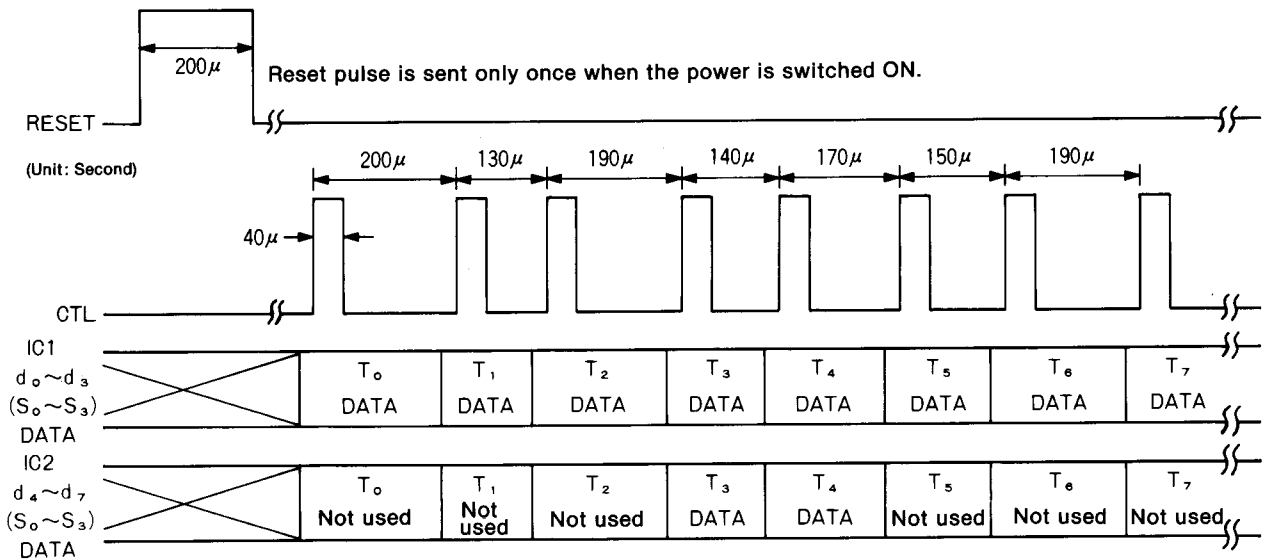 200μ
Reset pulse is sent only once when the power is switched ON.
RESET
(Unit: Second)
200μ 130μ 190μ 140μ 170μ 150μ 190μ
40μ
CTL
IC1
d₀~d₃
(S₀~S₃)
DATA
T₀ T₁ T₂ T₃ T₄ T₅ T₆ T₇
DATA DATA DATA DATA DATA DATA DATA DATA
IC2
d₄~d₇
(S₀~S₃)
DATA
T₀ T₁ T₂ T₃ T₄ T₅ T₆ T₇
Not used Not used Not used DATA DATA Not used Not used Not used